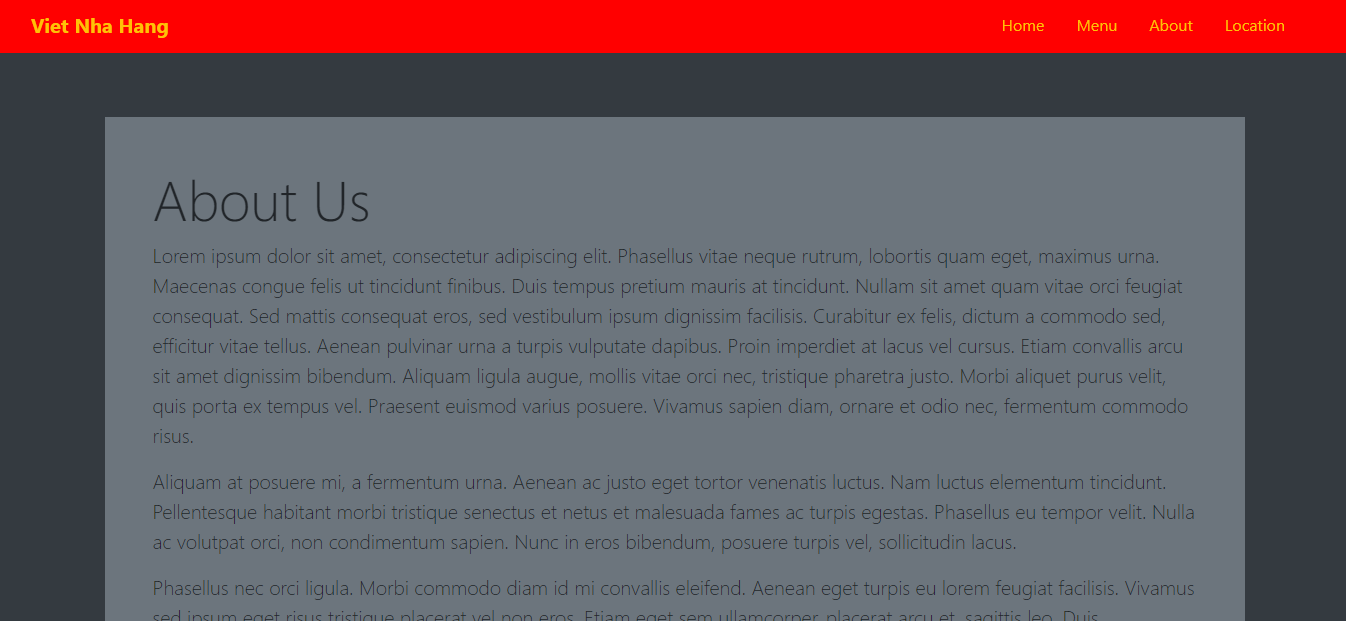 Viet Nha Hang
Home Menu About Location
About Us
Lorem ipsum dolor sit amet, consectetur adipiscing elit. Phasellus vitae neque rutrum, lobortis quam eget, maximus urna.
Maecenas congue felis ut tincidunt finibus. Duis tempus pretium mauris at tincidunt. Nullam sit amet quam vitae orci feugiat
consequat. Sed mattis consequat eros, sed vestibulum ipsum dignissim facilisis. Curabitur ex felis, dictum a commodo sed,
efficitur vitae tellus. Aenean pulvinar urna a turpis vulputate dapibus. Proin imperdiet at lacus vel cursus. Etiam convallis arcu
sit amet dignissim bibendum. Aliquam ligula augue, mollis vitae orci nec, tristique pharetra justo. Morbi aliquet purus velit,
quis porta ex tempus vel. Praesent euismod varius posuere. Vivamus sapien diam, ornare et odio nec, fermentum commodo
risus.
Aliquam at posuere mi, a fermentum urna. Aenean ac justo eget tortor venenatis luctus. Nam luctus elementum tincidunt.
Pellentesque habitant morbi tristique senectus et netus et malesuada fames ac turpis egestas. Phasellus eu tempor velit. Nulla
ac volutpat orci, non condimentum sapien. Nunc in eros bibendum, posuere turpis vel, sollicitudin lacus.
Phasellus nec orci ligula. Morbi commodo diam id mi convallis eleifend. Aenean eget turpis eu lorem feugiat facilisis. Vivamus
sed ipsum eget risus tristique placerat vel non eros. Etiam eget sem ullamcorper, placerat arcu et, sagittis leo. Duis